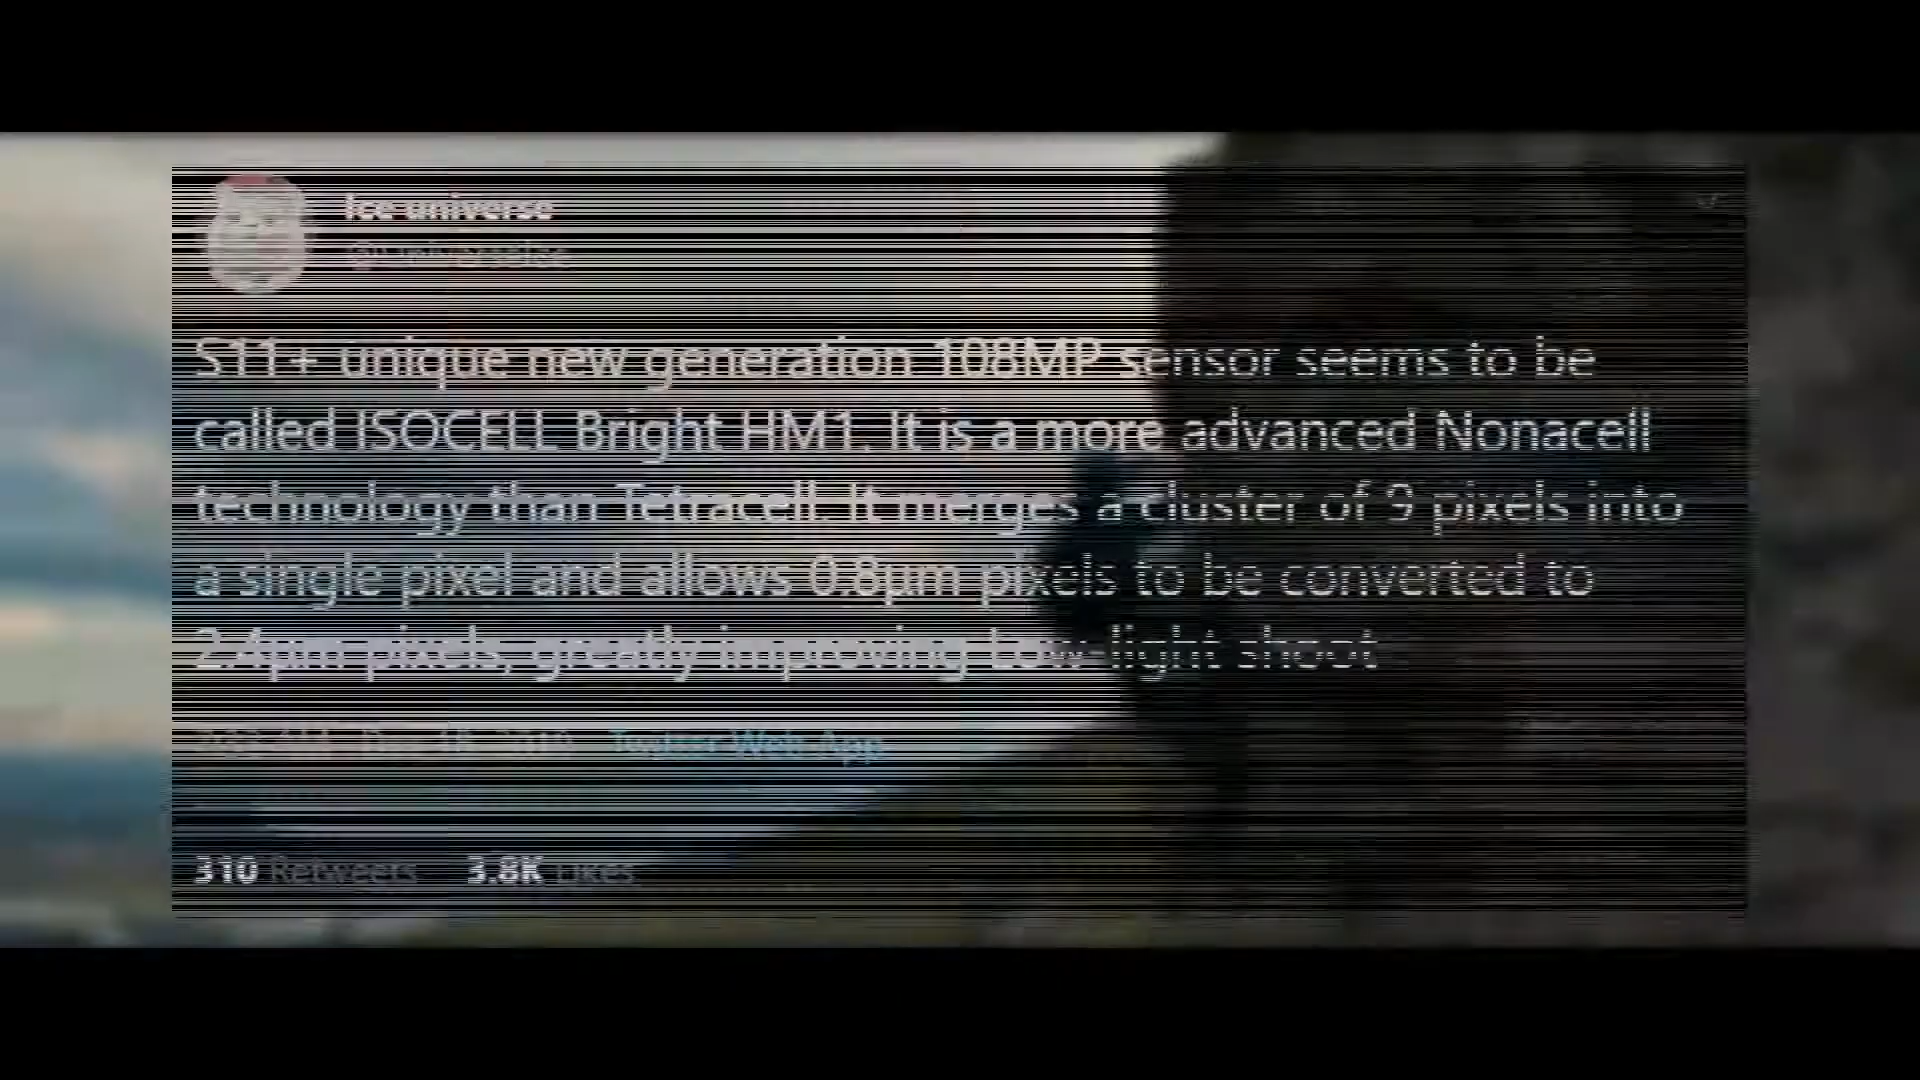 Ice universe
@UniverseIce
S11+ unique new generation 108MP sensor seems to be
called ISOCELL Bright HM1. It is a more advanced Nonacell
technology than Tetracell. It merges a cluster of 9 pixels into
a single pixel and allows 0.8μm pixels to be converted to
2.4μm pixels, greatly improving Low-light shoot
Twitter Web App
310 Retweets 3.8K Likes